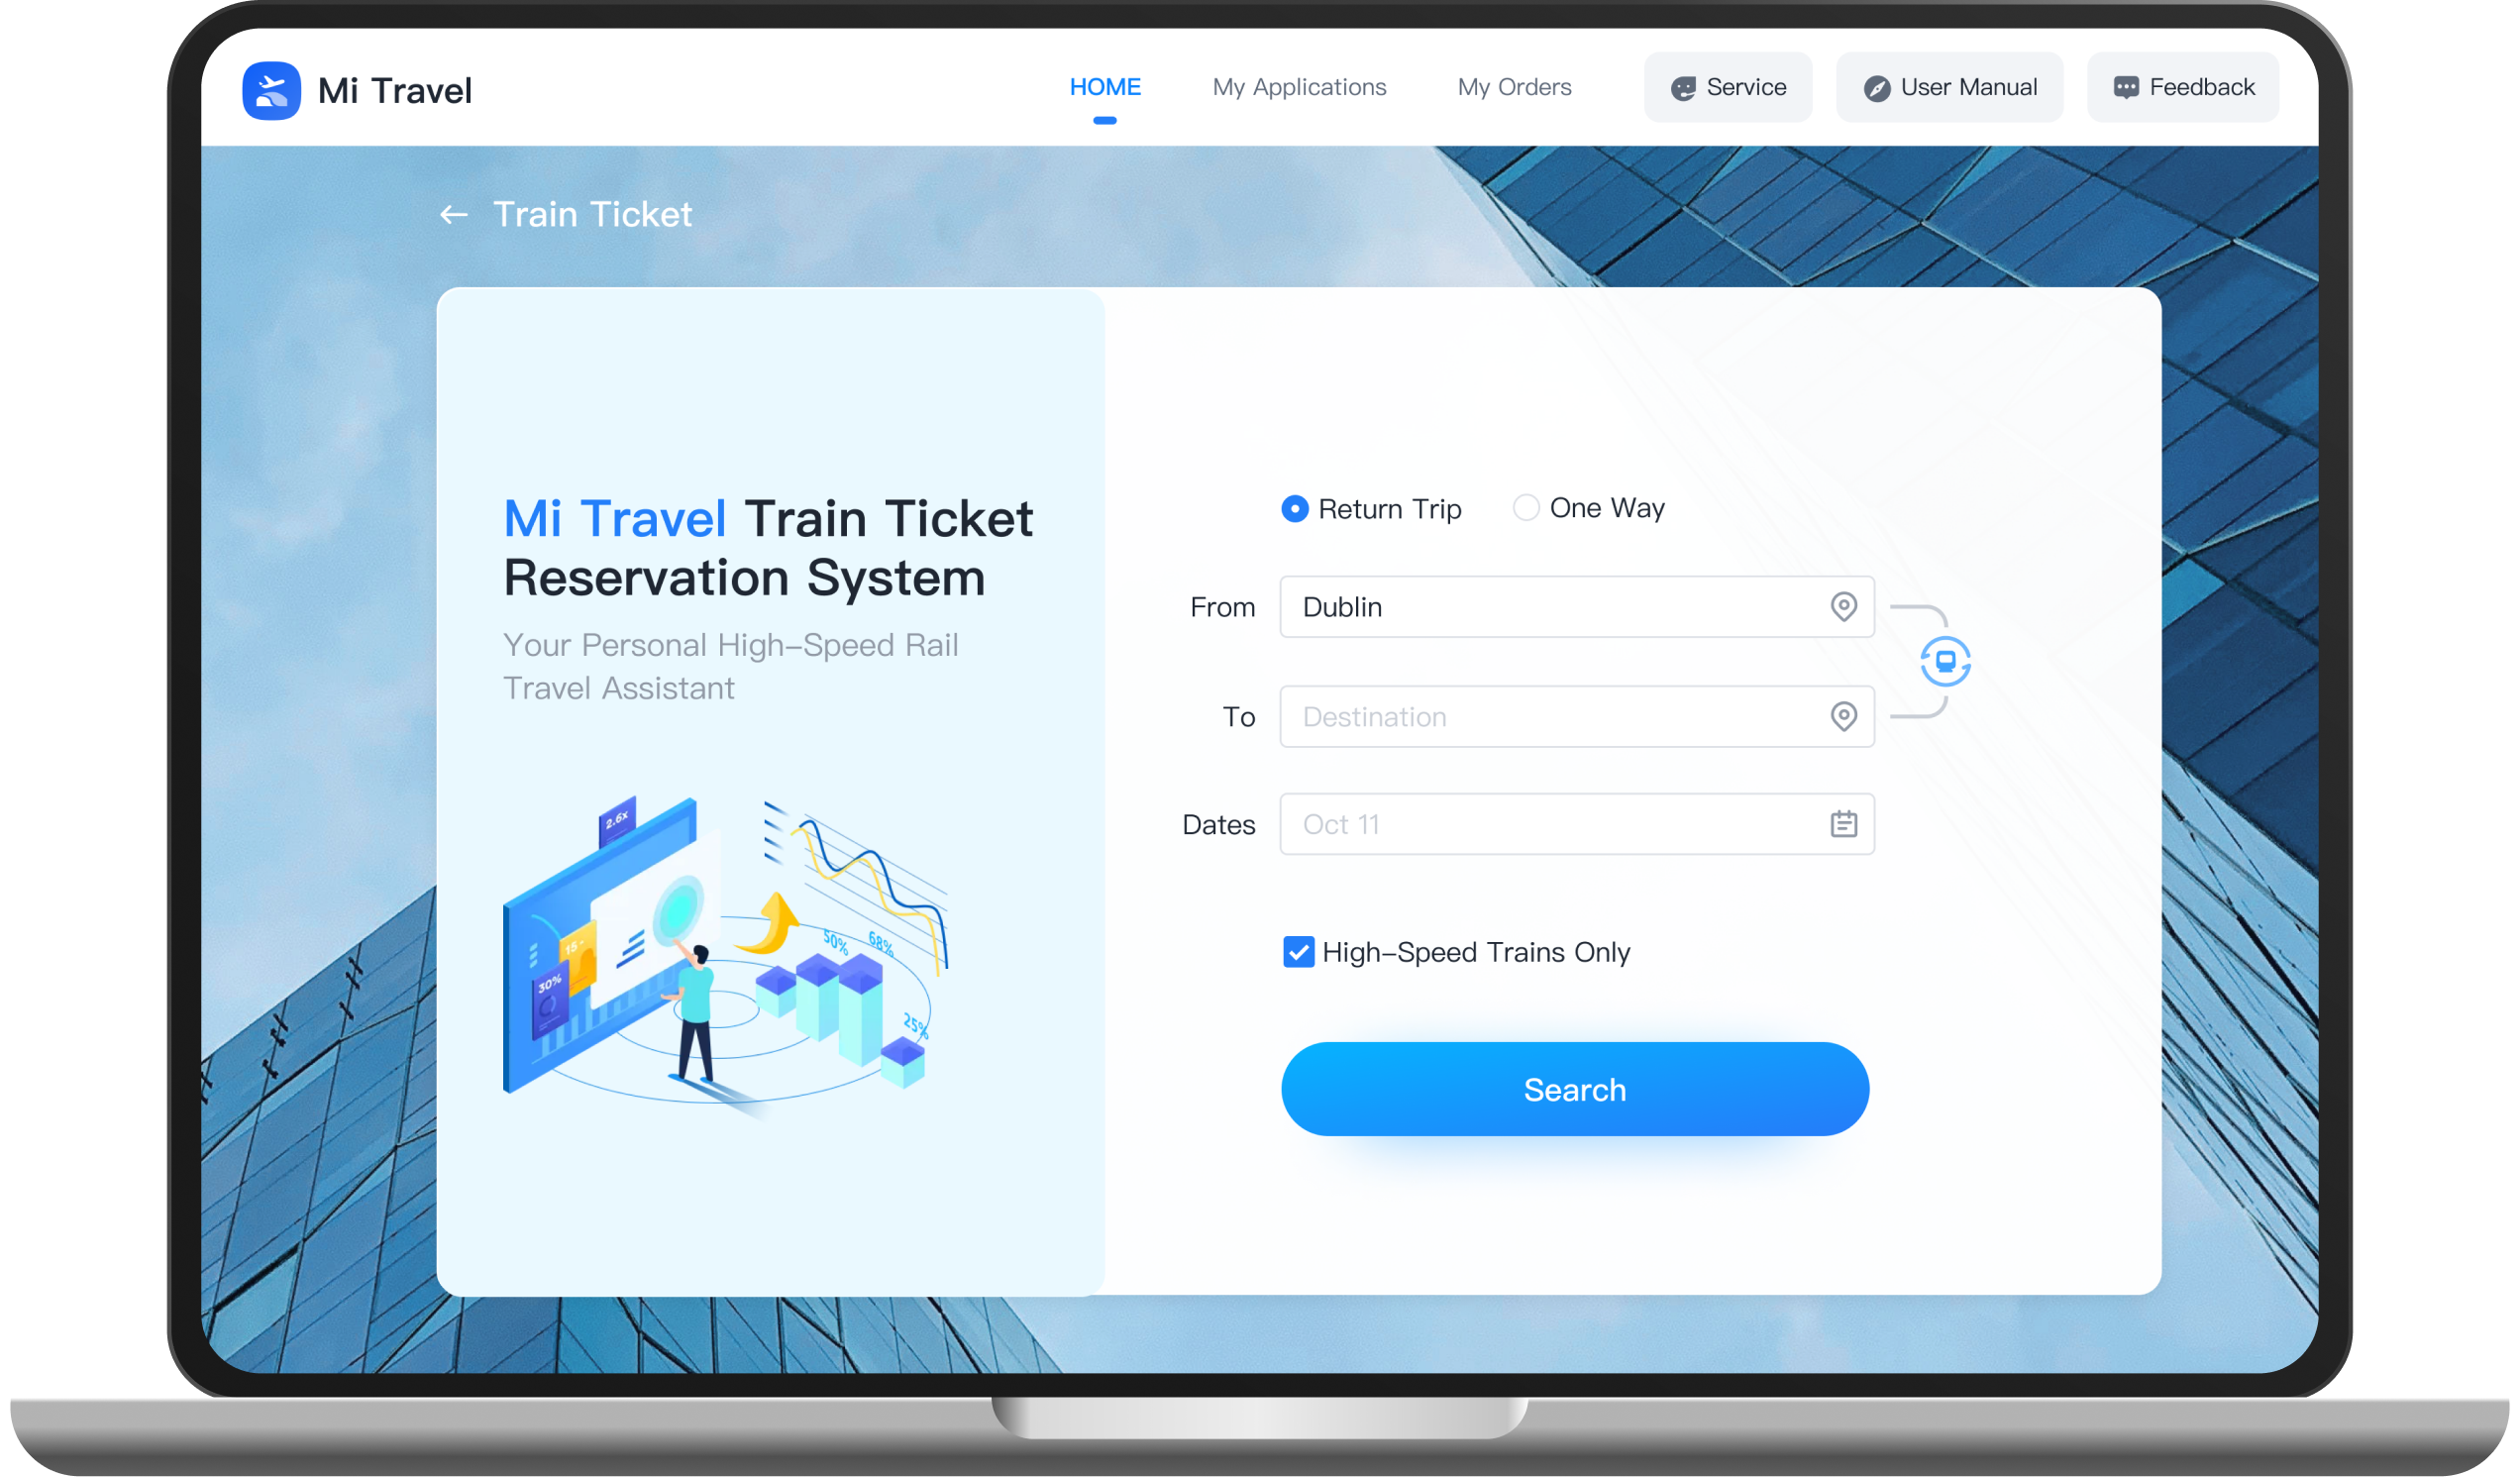 Mi Travel
HOME
My Applications
My Orders
Service
User Manual
Feedback
Train Ticket
Mi Travel Train Ticket
Reservation System
Your Personal High-Speed Rail
Travel Assistant
2.6x
15-
30%
50%
68%
25%
Return Trip
One Way
From
Dublin
To
Destination
Dates
Oct 11
High-Speed Trains Only
Search